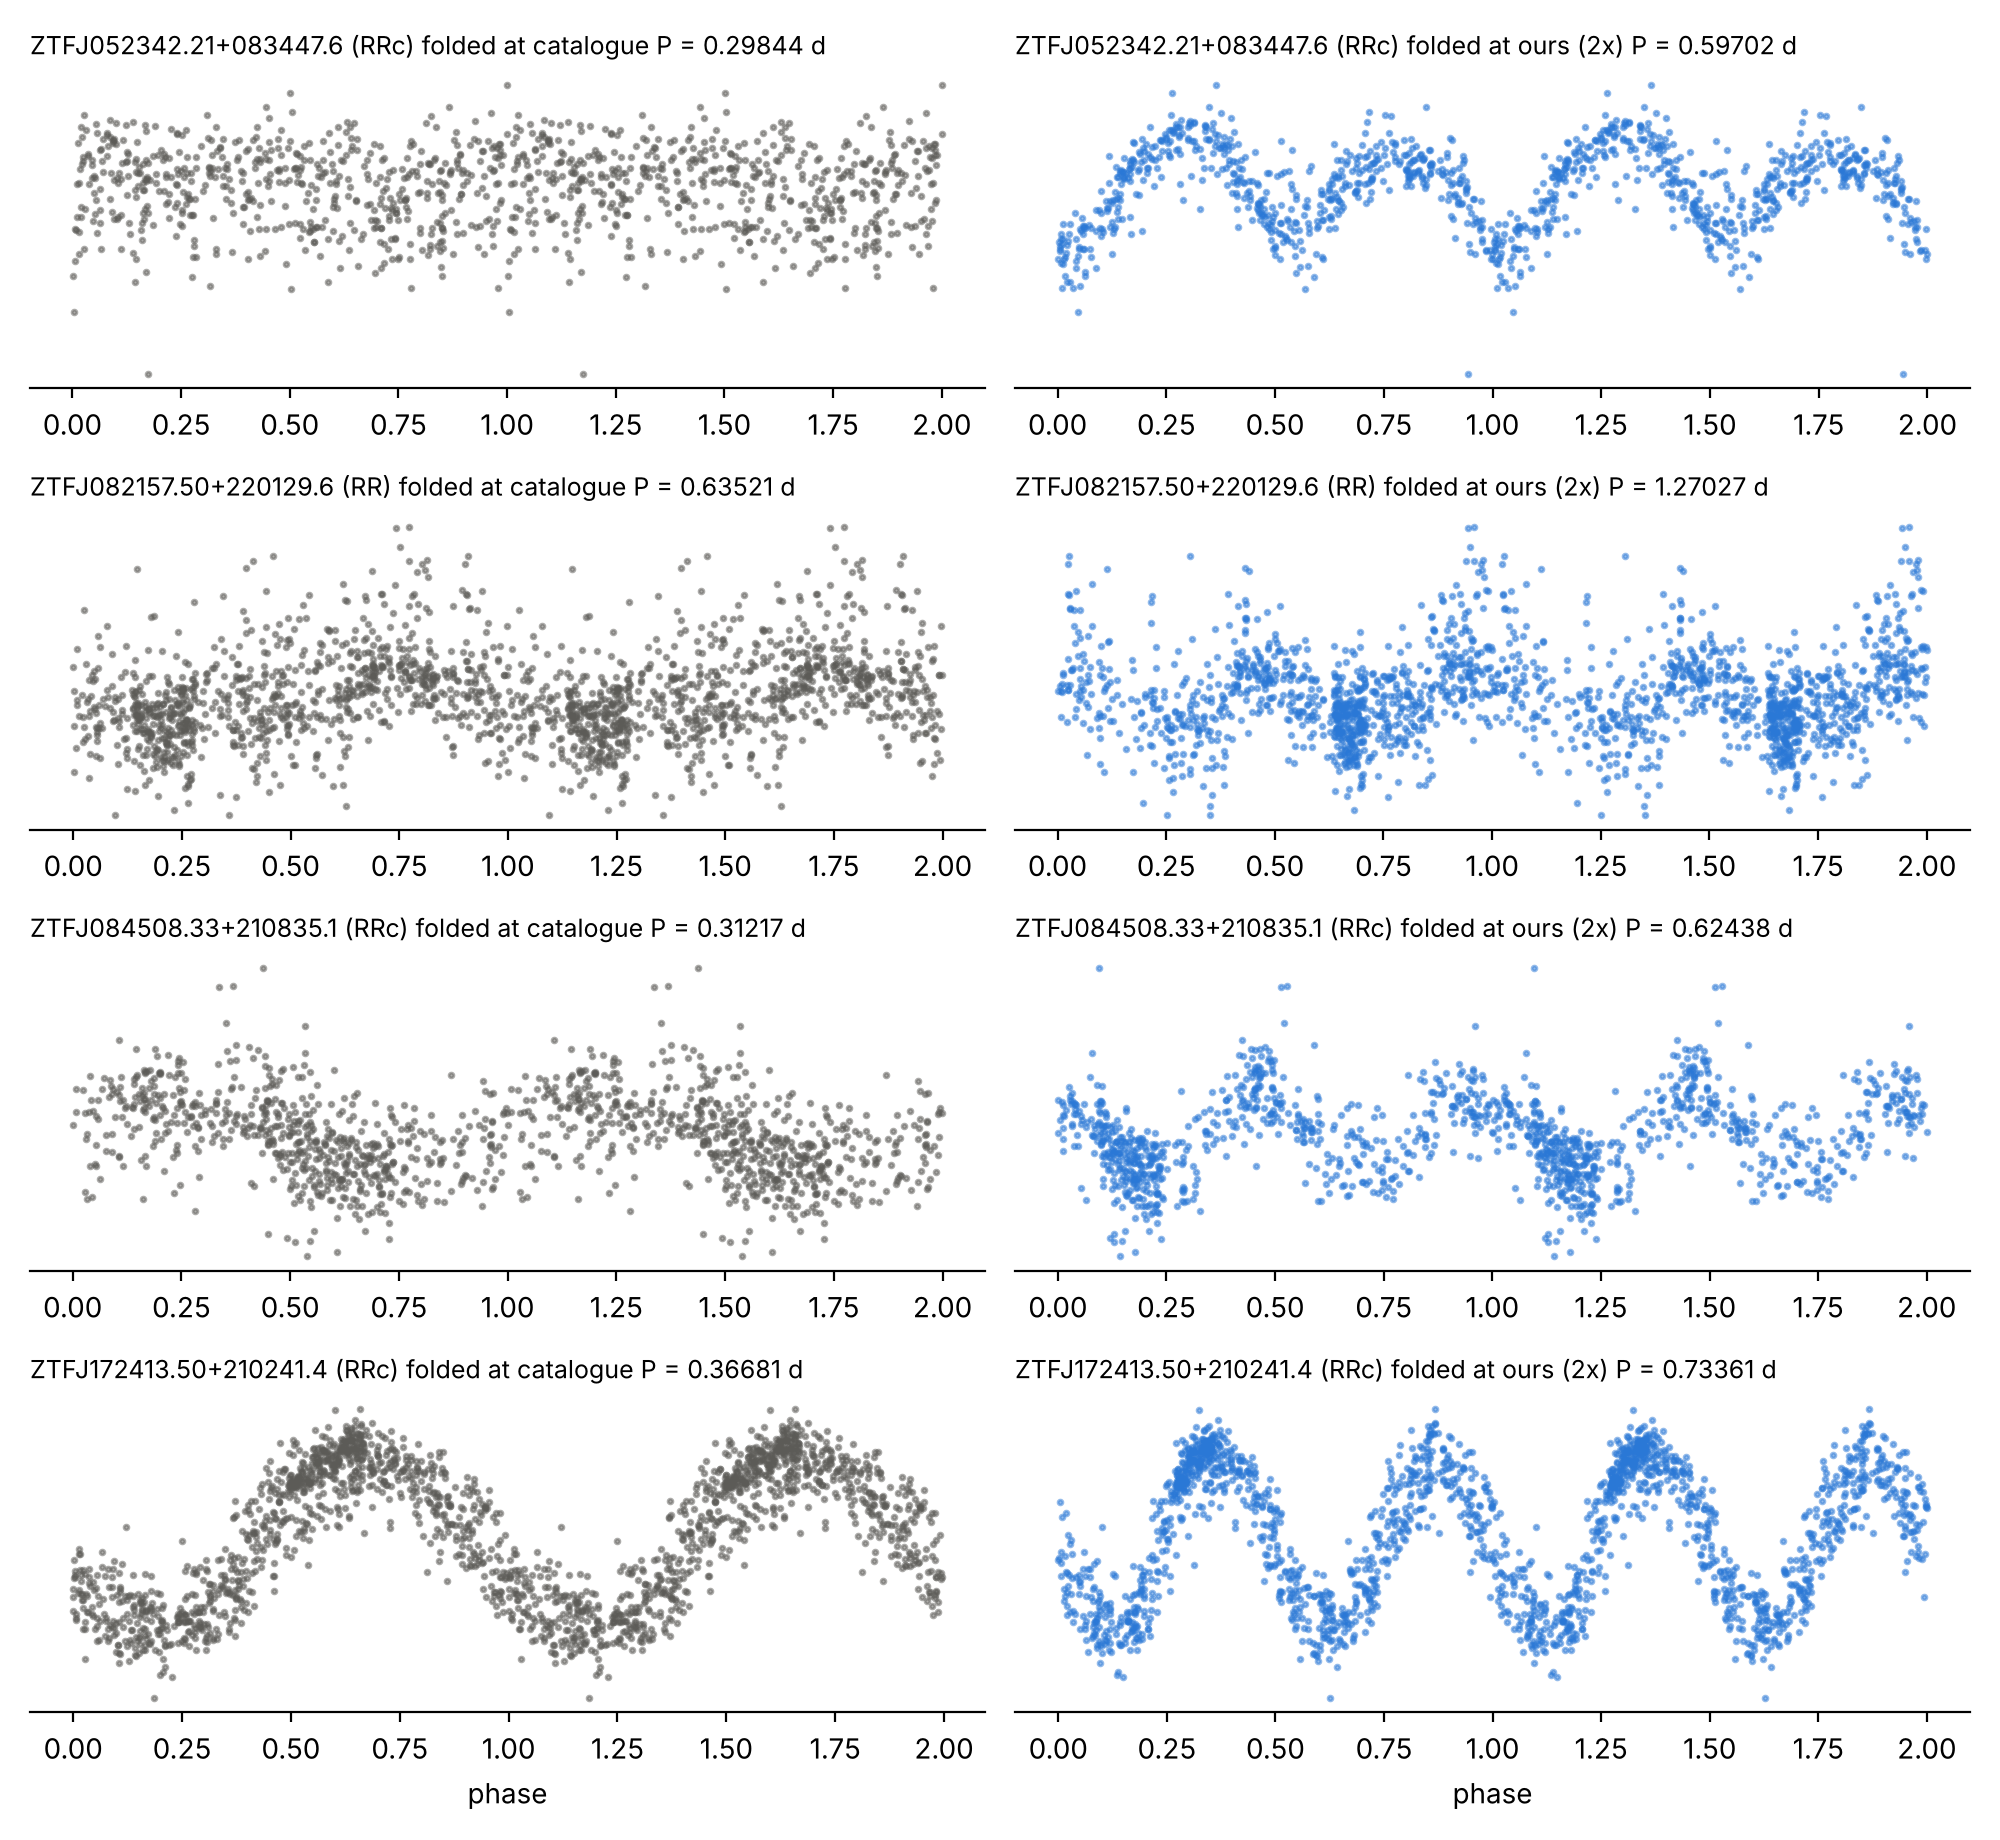 ZTFJ052342.21+083447.6 (RRc) folded at catalogue P = 0.29844 d
ZTFJ052342.21+083447.6 (RRc) folded at ours (2x) P = 0.59702 d
0.00 0.25 0.50 0.75 1.00 1.25 1.50 1.75 2.00
0.00 0.25 0.50 0.75 1.00 1.25 1.50 1.75 2.00
ZTFJ082157.50+220129.6 (RR) folded at catalogue P = 0.63521 d
ZTFJ082157.50+220129.6 (RR) folded at ours (2x) P = 1.27027 d
0.00 0.25 0.50 0.75 1.00 1.25 1.50 1.75 2.00
0.00 0.25 0.50 0.75 1.00 1.25 1.50 1.75 2.00
ZTFJ084508.33+210835.1 (RRc) folded at catalogue P = 0.31217 d
ZTFJ084508.33+210835.1 (RRc) folded at ours (2x) P = 0.62438 d
0.00 0.25 0.50 0.75 1.00 1.25 1.50 1.75 2.00
0.00 0.25 0.50 0.75 1.00 1.25 1.50 1.75 2.00
ZTFJ172413.50+210241.4 (RRc) folded at catalogue P = 0.36681 d
ZTFJ172413.50+210241.4 (RRc) folded at ours (2x) P = 0.73361 d
0.00 0.25 0.50 0.75 1.00 1.25 1.50 1.75 2.00
0.00 0.25 0.50 0.75 1.00 1.25 1.50 1.75 2.00
phase
phase